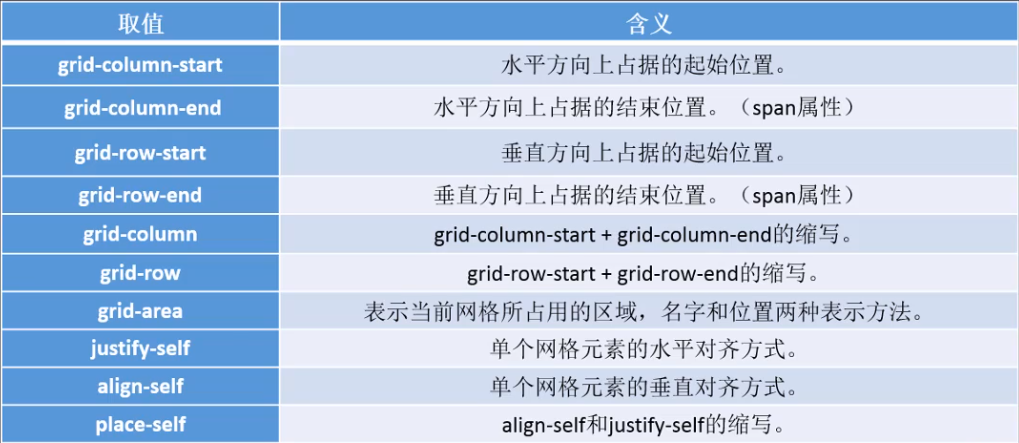 取值 含义
grid-column-start 水平方向上占据的起始位置。
grid-column-end 水平方向上占据的结束位置。（span属性）
grid-row-start 垂直方向上占据的起始位置。
grid-row-end 垂直方向上占据的结束位置。（span属性）
grid-column grid-column-start + grid-column-end的缩写。
grid-row grid-row-start + grid-row-end的缩写。
grid-area 表示当前网格所占用的区域，名字和位置两种表示方法。
justify-self 单个网格元素的水平对齐方式。
align-self 单个网格元素的垂直对齐方式。
place-self align-self和justify-self的缩写。